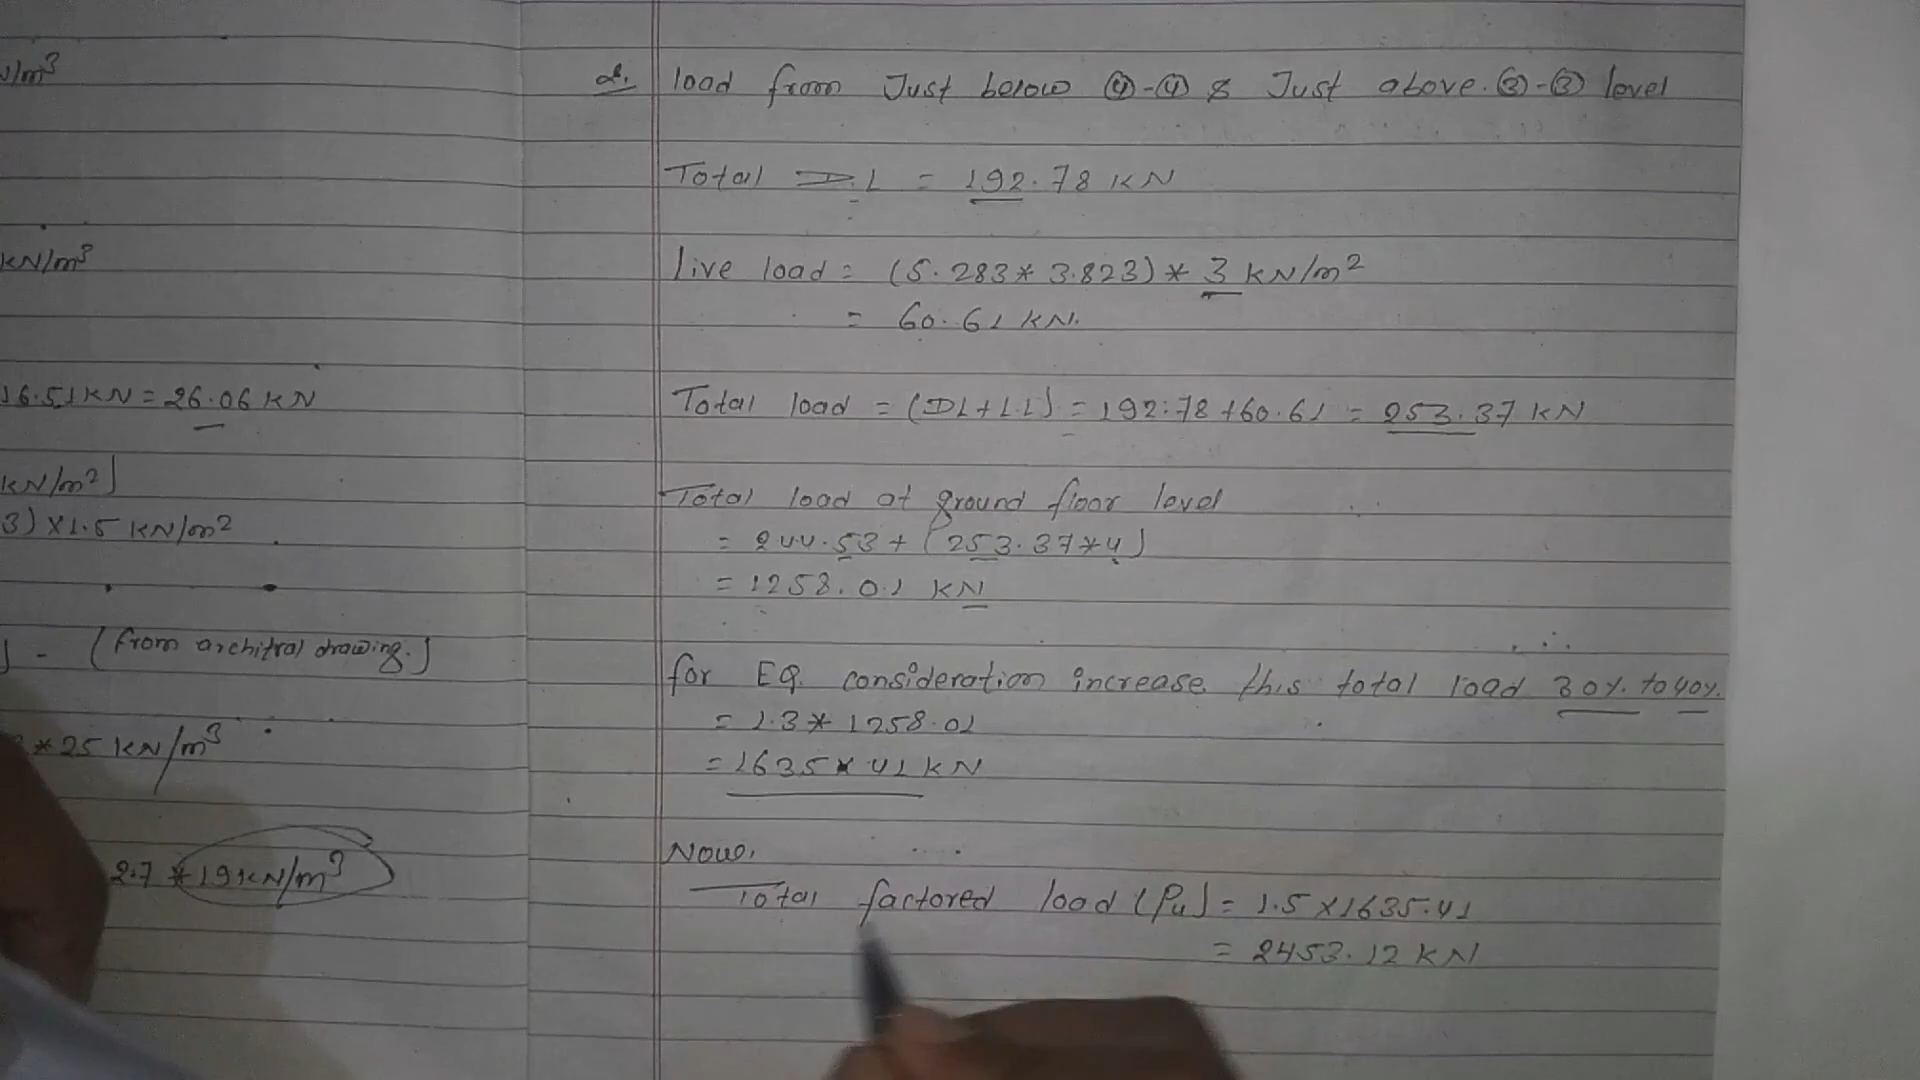 /m³
KN/m³
16.51 KN = 26.06 KN
KN/m²)
3) × 1.5 KN/m²
) - (from architral drawing.)
* 25 KN/m³
2.7 * 19 KN/m³
2. load from Just below ④-④ & Just above. ③-③ level
Total D.L = 192.78 KN
live load = (5.283 * 3.823) * 3 KN/m²
= 60.61 KN.
Total load = (DL + L.L) = 192.78 + 60.61 = 253.37 KN
Total load at ground floor level
= 244.53 + (253.37 * 4)
= 1258.01 KN
for EQ. consideration increase this total load 30%. to 40%.
= 1.3 * 1258.01
= 1635.41 KN
Now,
Total factored load (Pu) = 1.5 × 1635.41
= 2453.12 KN